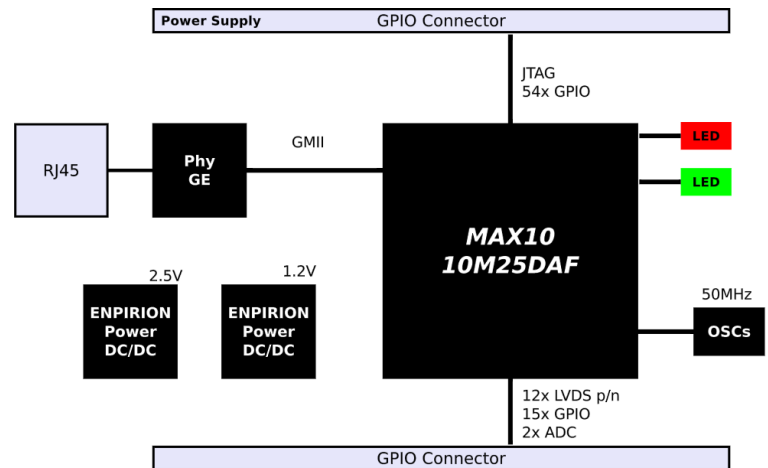 Power Supply GPIO Connector
JTAG
54x GPIO
LED
GMII
RJ45
Phy
GE
LED
MAX10
10M25DAF
2.5V
1.2V
ENPIRION
Power
DC/DC
ENPIRION
Power
DC/DC
50MHz
OSCs
12x LVDS p/n
15x GPIO
2x ADC
GPIO Connector